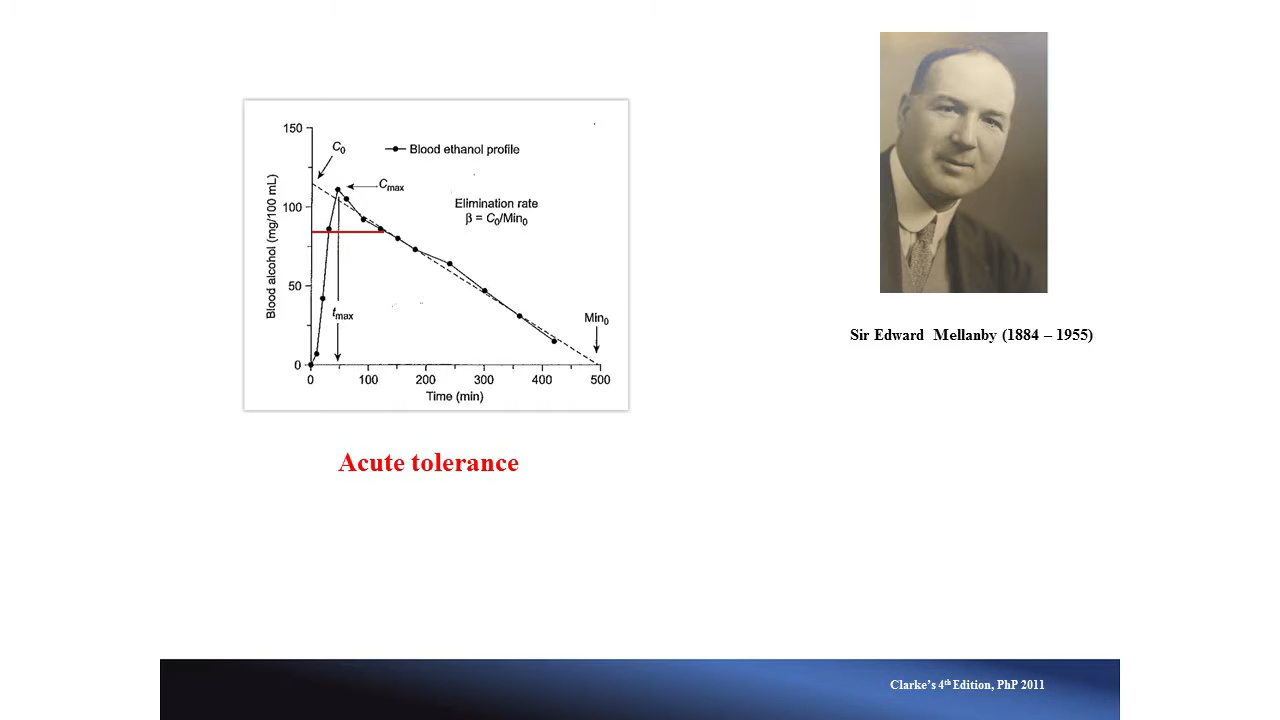 150
C0
Blood ethanol profile
Cmax
Elimination rate
β = C0/Min0
100
Blood alcohol (mg/100 mL)
50
tmax
Min0
0
0 100 200 300 400 500
Time (min)
Sir Edward Mellanby (1884 – 1955)
Acute tolerance
Clarke's 4th Edition, PhP 2011